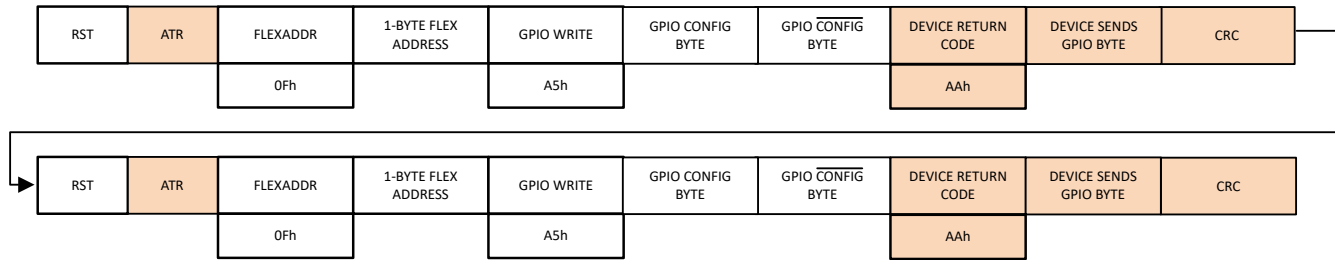 RST ATR FLEXADDR 1-BYTE FLEX ADDRESS GPIO WRITE GPIO CONFIG BYTE GPIO CONFIG BYTE DEVICE RETURN CODE DEVICE SENDS GPIO BYTE CRC
0Fh A5h AAh
RST ATR FLEXADDR 1-BYTE FLEX ADDRESS GPIO WRITE GPIO CONFIG BYTE GPIO CONFIG BYTE DEVICE RETURN CODE DEVICE SENDS GPIO BYTE CRC
0Fh A5h AAh